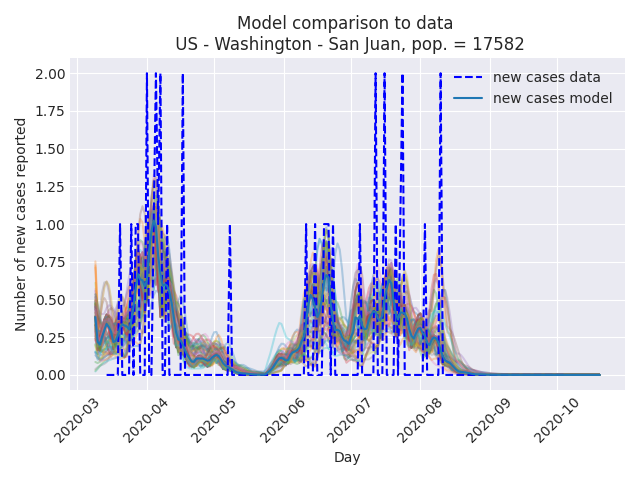 Model comparison to data
US - Washington - San Juan, pop. = 17582
new cases data
new cases model
Number of new cases reported
2.00
1.75
1.50
1.25
1.00
0.75
0.50
0.25
0.00
2020-03
2020-04
2020-05
2020-06
2020-07
2020-08
2020-09
2020-10
Day